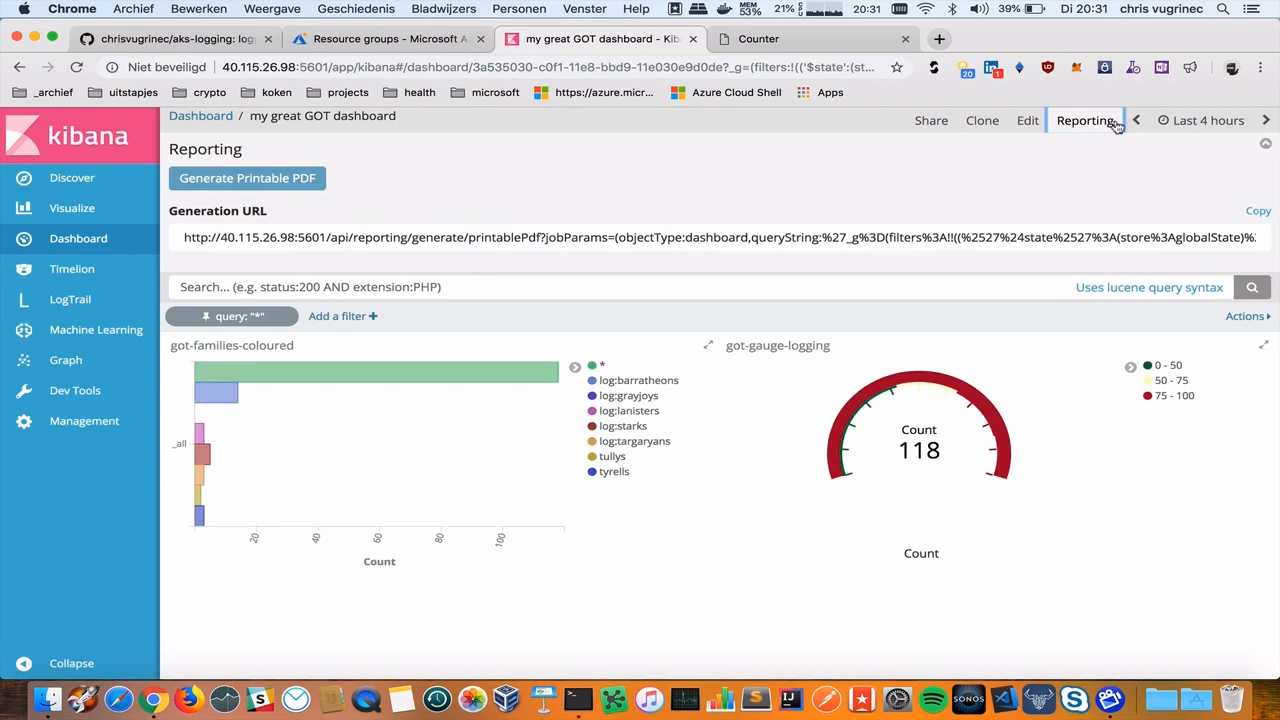 Chrome Archief Bewerken Weergave Geschiedenis Bladwijzers Personen Venster Help MEM 53% 21% 20:31 39% Di 20:31 chris vugrinec
chrisvugrinec/aks-logging: log × Resource groups - Microsoft A × my great GOT dashboard - Kib × Counter × +
Niet beveiligd 40.115.26.98:5601/app/kibana#/dashboard/3a535030-c0f1-11e8-bbd9-11e030e9d0de?_g=(filters:!(('$state':(st... 20 1
_archief uitstapjes crypto koken projects health microsoft https://azure.micr... Azure Cloud Shell Apps
kibana
Dashboard / my great GOT dashboard
Share Clone Edit Reporting Last 4 hours
Discover
Visualize
Dashboard
Timelion
L LogTrail
Machine Learning
Graph
Dev Tools
Management
Collapse
Reporting
Generate Printable PDF
Generation URL
Copy
http://40.115.26.98:5601/api/reporting/generate/printablePdf?jobParams=(objectType:dashboard,queryString:%27_g%3D(filters%3A!!((%2527%24state%2527%3A(store%3AglobalState)%2
Search... (e.g. status:200 AND extension:PHP) Uses lucene query syntax
query: "*" Add a filter + Actions
got-families-coloured
_all
20 40 60 80 100
Count
*
log:barratheons
log:grayjoys
log:lanisters
log:starks
log:targaryans
tullys
tyrells
got-gauge-logging
Count
118
Count
0 - 50
50 - 75
75 - 100